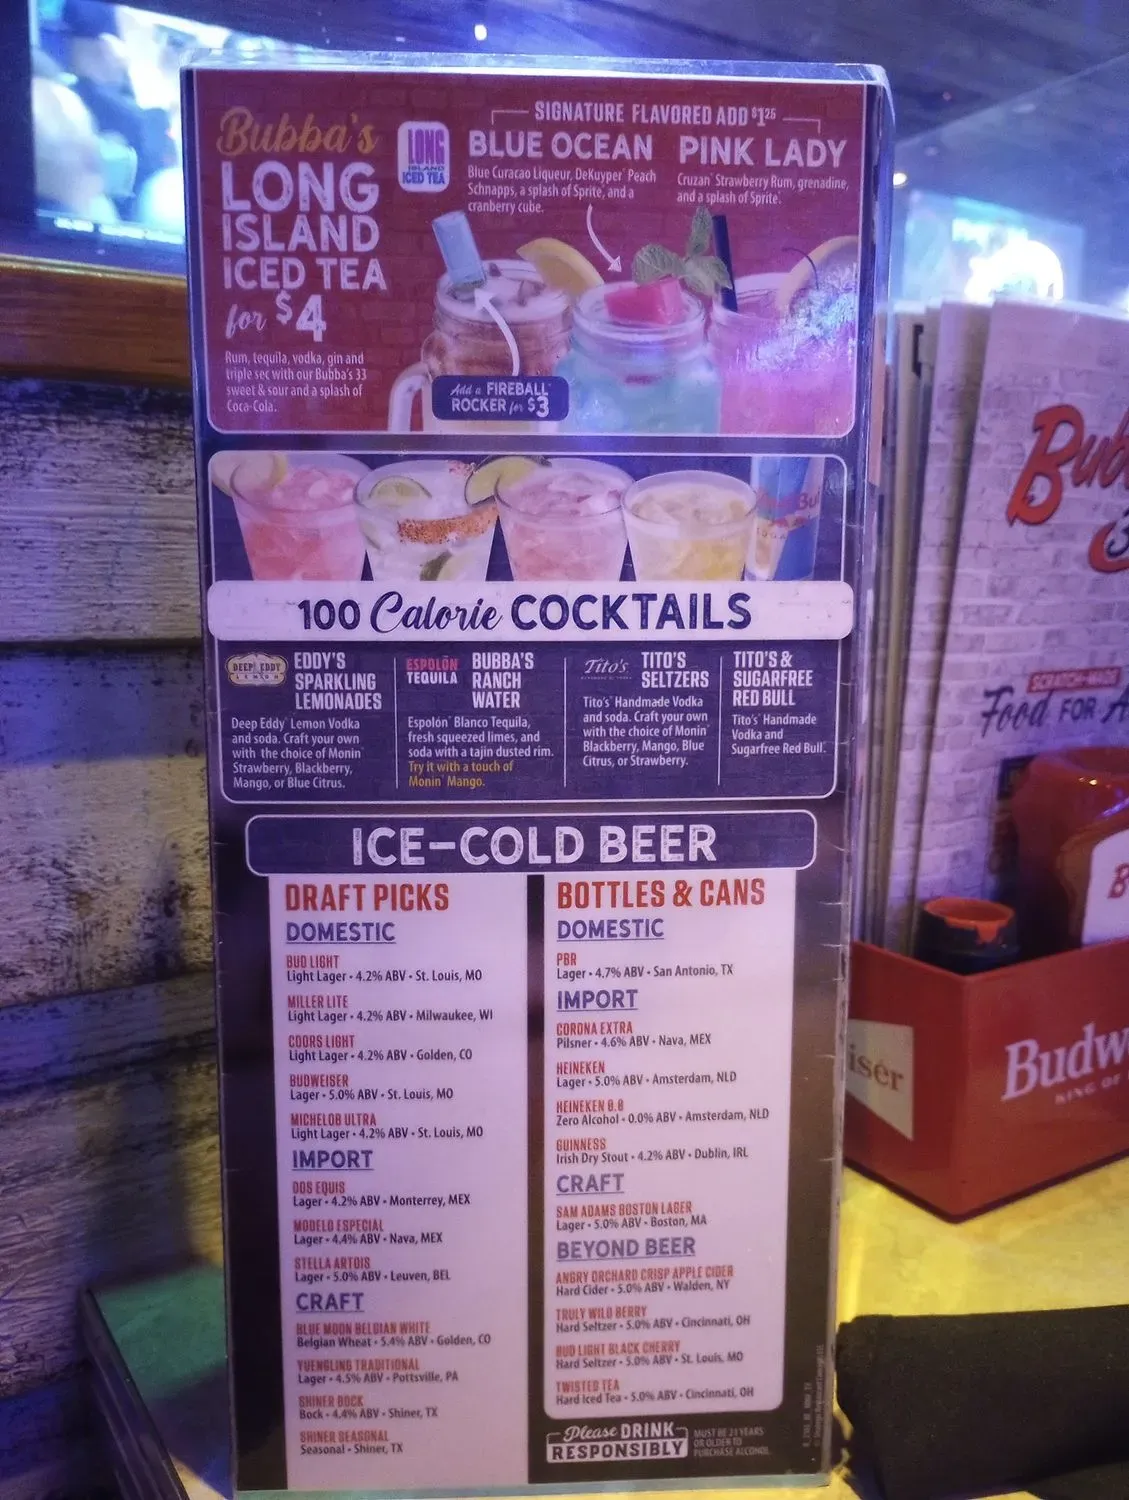 Bubba's
LONG
ISLAND
ICED TEA
for $4
Rum, tequila, vodka, gin and
triple sec with our Bubba's 33
sweet & sour and a splash of
Coca-Cola.
LONG
ISLAND
ICED TEA
SIGNATURE FLAVORED ADD $1.25
BLUE OCEAN
Blue Curacao Liqueur, DeKuyper® Peach
Schnapps, a splash of Sprite, and a
cranberry cube.
PINK LADY
Cruzan® Strawberry Rum, grenadine,
and a splash of Sprite.
Add a FIREBALL®
ROCKER for $3
100 Calorie COCKTAILS
DEEP EDDY
LEMON
EDDY'S
SPARKLING
LEMONADES
Deep Eddy® Lemon Vodka
and soda. Craft your own
with the choice of Monin®
Strawberry, Blackberry,
Mango, or Blue Citrus.
ESPOLÒN
TEQUILA
BUBBA'S
RANCH
WATER
Espolòn® Blanco Tequila,
fresh squeezed limes, and
soda with a tajin dusted rim.
Try it with a touch of
Monin® Mango.
Tito's
TITO'S
SELTZERS
Tito's® Handmade Vodka
and soda. Craft your own
with the choice of Monin®
Blackberry, Mango, Blue
Citrus, or Strawberry.
TITO'S &
SUGARFREE
RED BULL
Tito's® Handmade
Vodka and
Sugarfree Red Bull®.
ICE-COLD BEER
DRAFT PICKS
DOMESTIC
BUD LIGHT
Light Lager • 4.2% ABV • St. Louis, MO
MILLER LITE
Light Lager • 4.2% ABV • Milwaukee, WI
COORS LIGHT
Light Lager • 4.2% ABV • Golden, CO
BUDWEISER
Lager • 5.0% ABV • St. Louis, MO
MICHELOB ULTRA
Light Lager • 4.2% ABV • St. Louis, MO
IMPORT
DOS EQUIS
Lager • 4.2% ABV • Monterrey, MEX
MODELO ESPECIAL
Lager • 4.4% ABV • Nava, MEX
STELLA ARTOIS
Lager • 5.0% ABV • Leuven, BEL
CRAFT
BLUE MOON BELGIAN WHITE
Belgian Wheat • 5.4% ABV • Golden, CO
YUENGLING TRADITIONAL
Lager • 4.5% ABV • Pottsville, PA
SHINER BOCK
Bock • 4.4% ABV • Shiner, TX
SHINER SEASONAL
Seasonal • Shiner, TX
BOTTLES & CANS
DOMESTIC
PBR
Lager • 4.7% ABV • San Antonio, TX
IMPORT
CORONA EXTRA
Pilsner • 4.6% ABV • Nava, MEX
HEINEKEN
Lager • 5.0% ABV • Amsterdam, NLD
HEINEKEN 0.0
Zero Alcohol • 0.0% ABV • Amsterdam, NLD
GUINNESS
Irish Dry Stout • 4.2% ABV • Dublin, IRL
CRAFT
SAM ADAMS BOSTON LAGER
Lager • 5.0% ABV • Boston, MA
BEYOND BEER
ANGRY ORCHARD CRISP APPLE CIDER
Hard Cider • 5.0% ABV • Walden, NY
TRULY WILD BERRY
Hard Seltzer • 5.0% ABV • Cincinnati, OH
BUD LIGHT BLACK CHERRY
Hard Seltzer • 5.0% ABV • St. Louis, MO
TWISTED TEA
Hard Iced Tea • 5.0% ABV • Cincinnati, OH
Please DRINK
RESPONSIBLY
MUST BE 21 YEARS
OR OLDER TO
PURCHASE ALCOHOL.
Bub
3
SCRATCH-MADE
Food FOR A
B
iser
Budw
KING OF